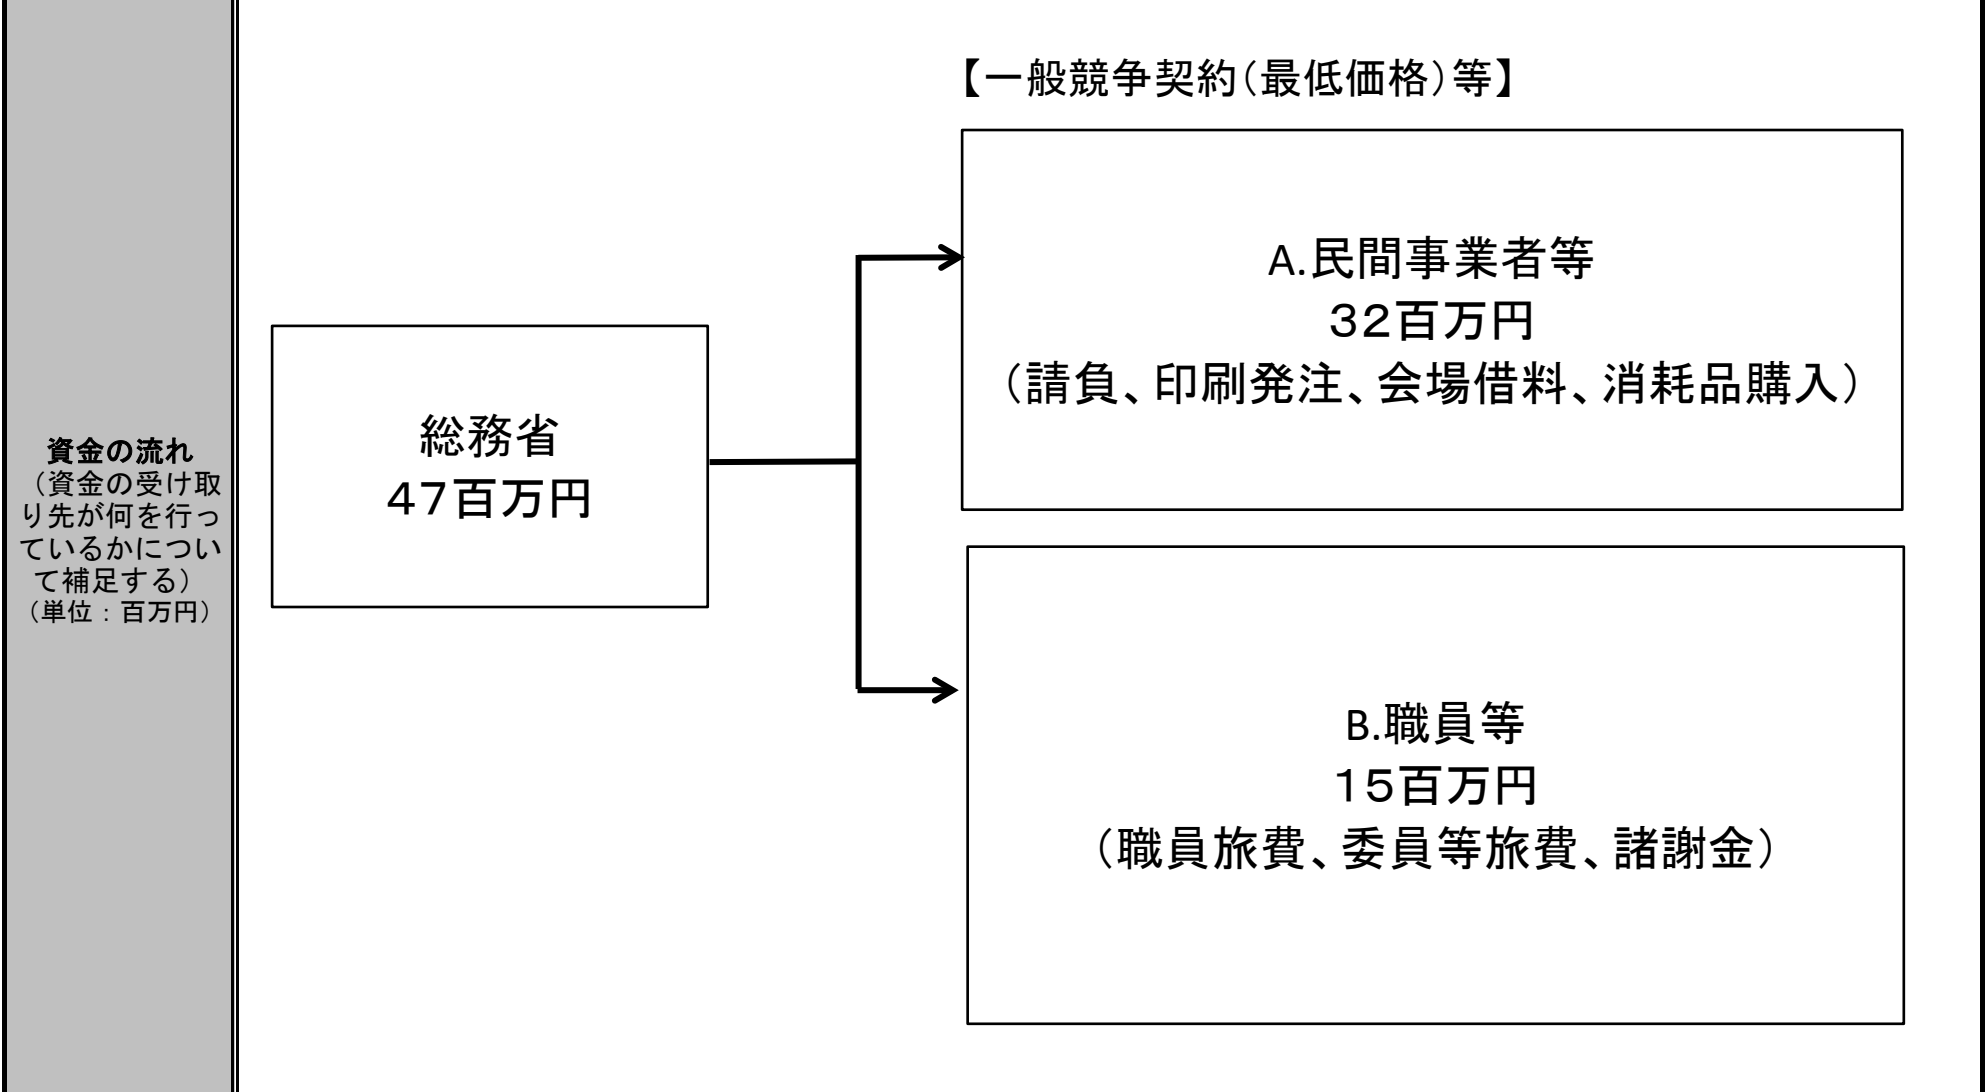 資金の流れ
（資金の受け取
り先が何を行っ
ているかについ
て補足する）
（単位：百万円）
総務省
47百万円
【一般競争契約（最低価格）等】
A.民間事業者等
32百万円
（請負、印刷発注、会場借料、消耗品購入）
B.職員等
15百万円
（職員旅費、委員等旅費、諸謝金）